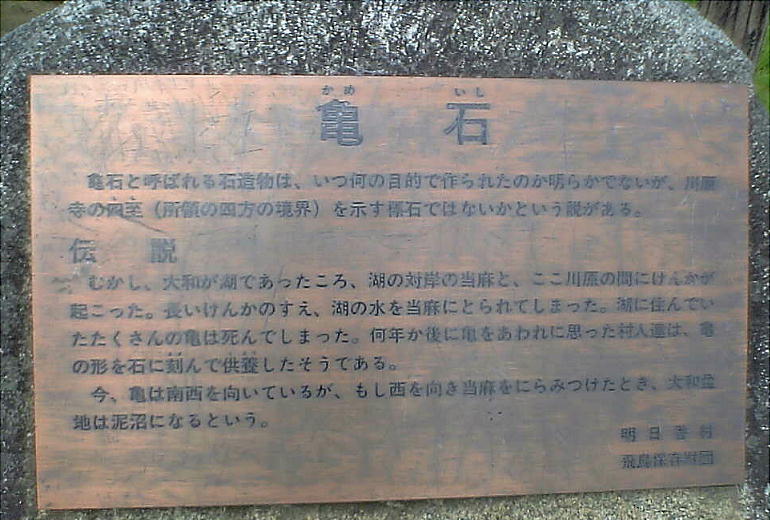 かめ いし
亀石
亀石と呼ばれる石造物は、いつ何の目的で作られたのか明らかでないが、川原
寺の四至（所領の四方の境界）を示す標石ではないかという説がある。
伝説
むかし、大和が湖であったころ、湖の対岸の当麻と、ここ川原の間にけんかが
起こった。長いけんかのすえ、湖の水を当麻にとられてしまった。湖に住んでい
たたくさんの亀は死んでしまった。何年か後に亀をあわれに思った村人達は、亀
の形を石に刻んで供養したそうである。
今、亀は南西を向いているが、もし西を向き当麻をにらみつけたとき、大和盆
地は泥沼になるという。
明日香村
飛鳥保存財団